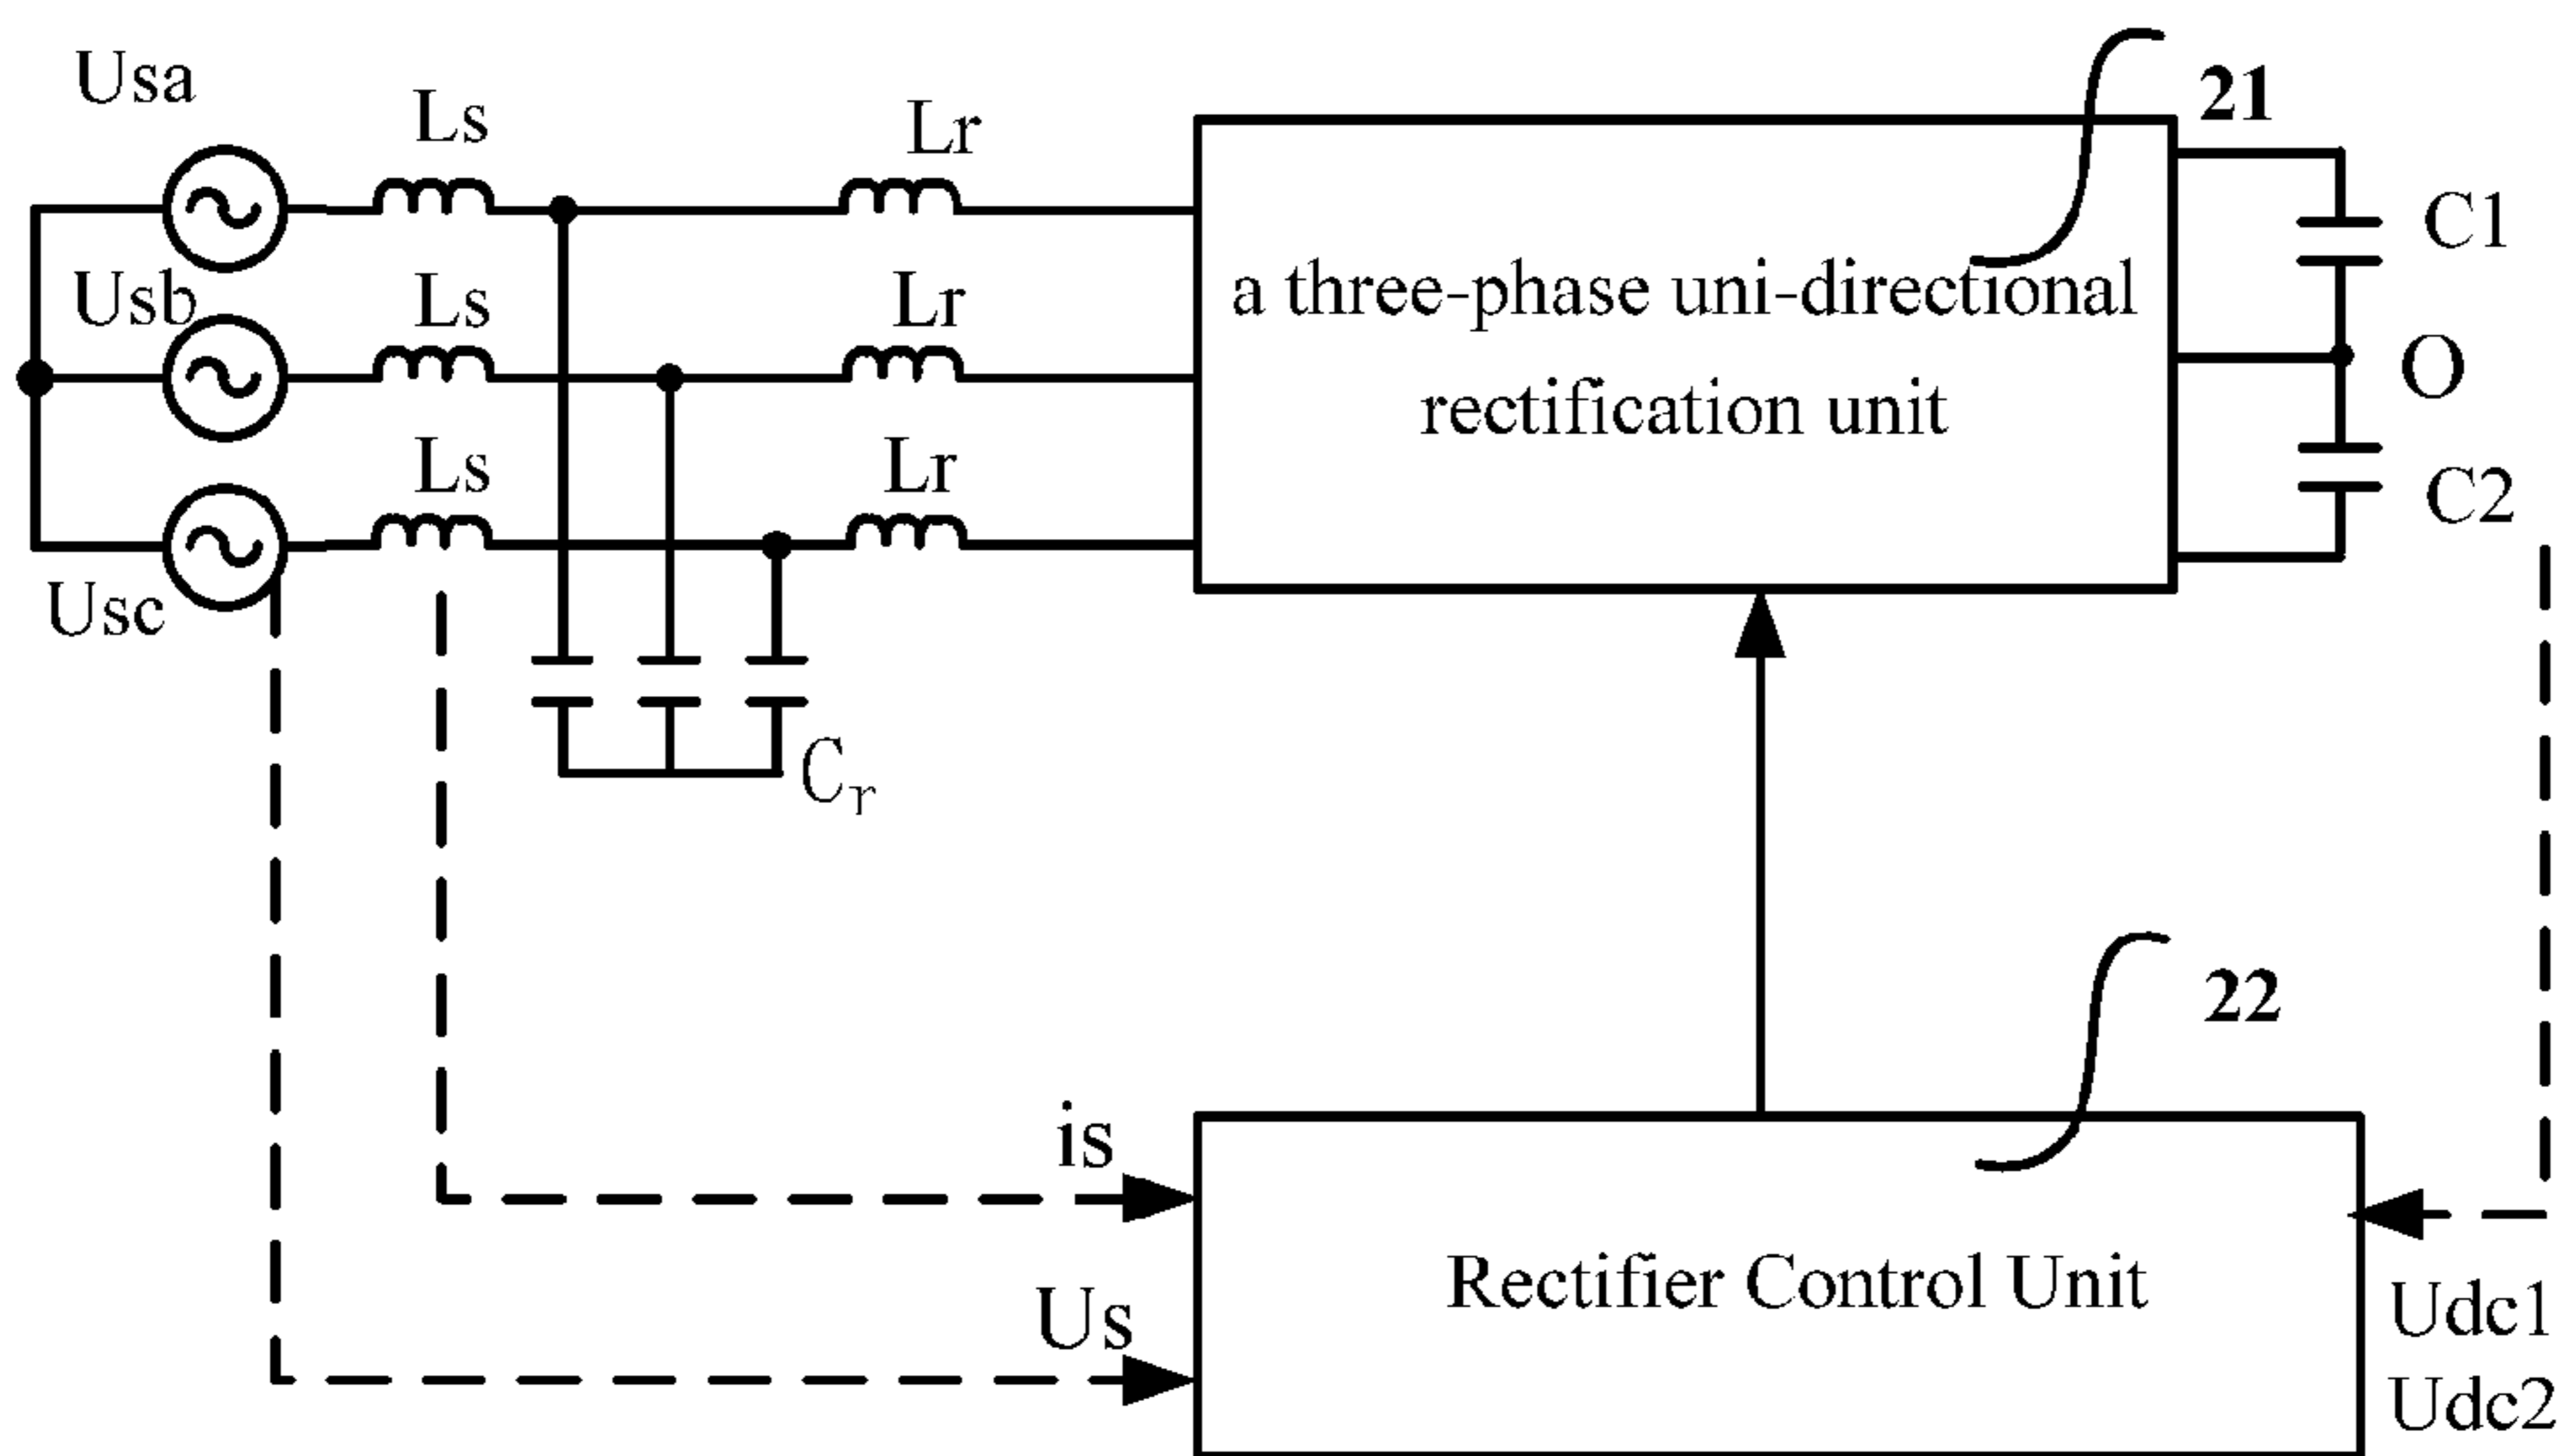 Usa
Ls
Lr
21
C1
Usb
Ls
Lr
a three-phase uni-directional
rectification unit
O
Ls
Lr
C2
Usc
Cr
22
is
Us
Rectifier Control Unit
Udc1
Udc2